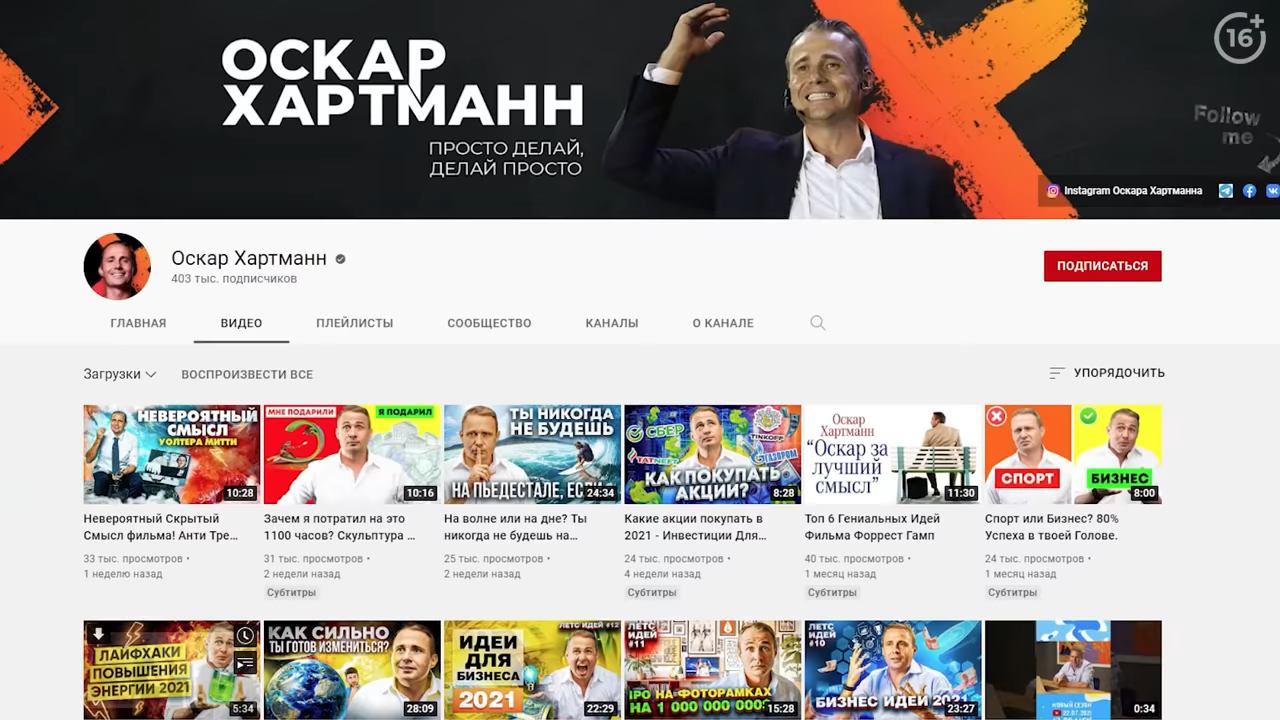 16+
ОСКАР
ХАРТМАНН
ПРОСТО ДЕЛАЙ,
ДЕЛАЙ ПРОСТО
Follow
me
Instagram Оскара Хартманна
Оскар Хартманн
403 тыс. подписчиков
ПОДПИСАТЬСЯ
ГЛАВНАЯ
ВИДЕО
ПЛЕЙЛИСТЫ
СООБЩЕСТВО
КАНАЛЫ
О КАНАЛЕ
Загрузки
ВОСПРОИЗВЕСТИ ВСЕ
УПОРЯДОЧИТЬ
НЕВЕРОЯТНЫЙ
СМЫСЛ
УОЛТЕРА МИТТИ
10:28
МНЕ ПОДАРИЛИ
Я ПОДАРИЛ
10:16
ТЫ НИКОГДА
НЕ БУДЕШЬ
НА ПЬЕДЕСТАЛЕ,
24:34
СБЕР
TINKOFF
TATNEFT
ГАЗПРОМ
КАК ПОКУПАТЬ
АКЦИИ?
8:28
Оскар
Хартманн
“Оскар за
лучший
смысл”
11:30
СПОРТ
БИЗНЕС
8:00
Невероятный Скрытый
Смысл фильма! Анти Тре...
33 тыс. просмотров •
1 неделю назад
Зачем я потратил на это
1100 часов? Скульптура ...
31 тыс. просмотров •
2 недели назад
Субтитры
На волне или на дне? Ты
никогда не будешь на...
25 тыс. просмотров •
2 недели назад
Какие акции покупать в
2021 - Инвестиции Для...
24 тыс. просмотров •
4 недели назад
Субтитры
Топ 6 Гениальных Идей
Фильма Форрест Гамп
40 тыс. просмотров •
1 месяц назад
Субтитры
Спорт или Бизнес? 80%
Успеха в твоей Голове.
24 тыс. просмотров •
1 месяц назад
Субтитры
ЛАЙФХАКИ
ПОВЫШЕНИЯ
ЭНЕРГИИ 2021
5:34
КАК СИЛЬНО
ТЫ ГОТОВ ИЗМЕНИТЬСЯ?
28:09
ЛЕТС ИДЕЙ #12
ИДЕИ
ДЛЯ
БИЗНЕСА
2021
22:29
ЛЕТС
ИДЕЙ
#11
IPO НА ФОТОРАМКАХ
НА 1 000 000 000$
15:28
ЛЕТС
ИДЕЙ
#10
БИЗНЕС ИДЕИ 2021
23:27
НОВЫЙ СЕЗОН
0:34